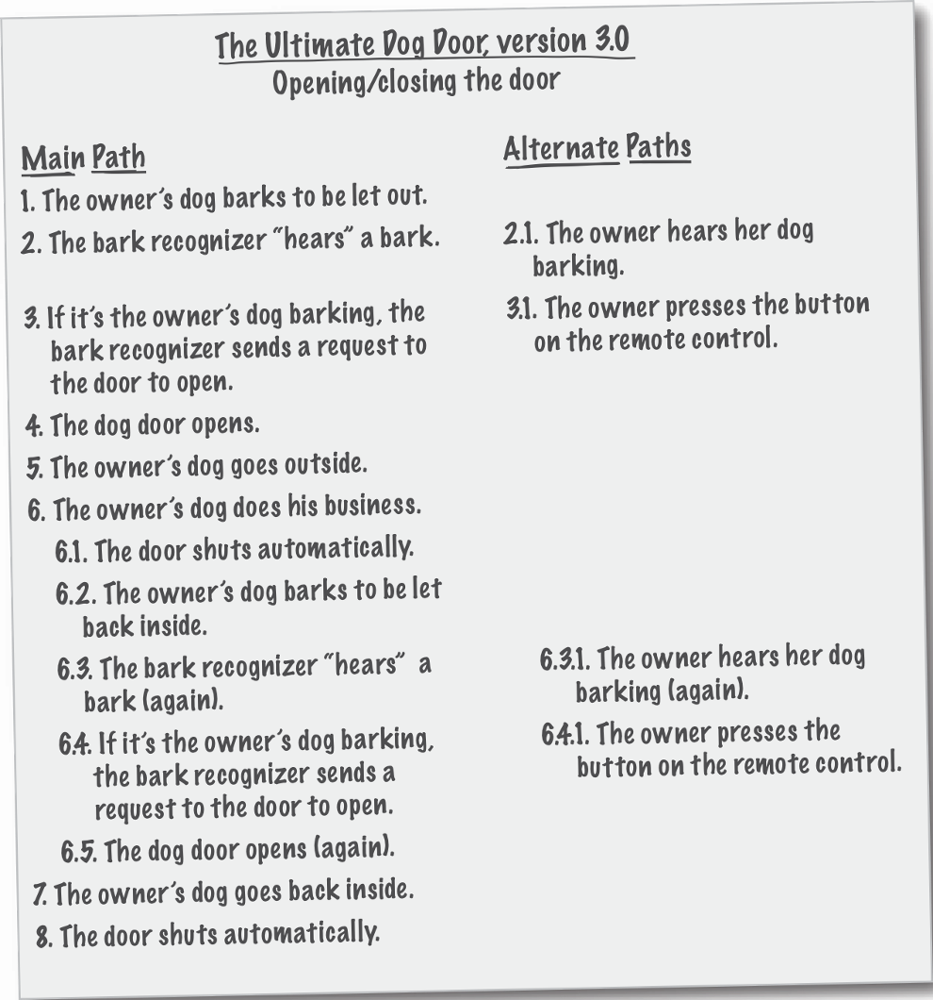 The Ultimate Dog Door, version 3.0
Opening/closing the door
Main Path
1. The owner's dog barks to be let out.
2. The bark recognizer "hears" a bark.
3. If it's the owner's dog barking, the
bark recognizer sends a request to
the door to open.
4. The dog door opens.
5. The owner's dog goes outside.
6. The owner's dog does his business.
6.1. The door shuts automatically.
6.2. The owner's dog barks to be let
back inside.
6.3. The bark recognizer "hears" a
bark (again).
6.4. If it's the owner's dog barking,
the bark recognizer sends a
request to the door to open.
6.5. The dog door opens (again).
7. The owner's dog goes back inside.
8. The door shuts automatically.
Alternate Paths
2.1. The owner hears her dog
barking.
3.1. The owner presses the button
on the remote control.
6.3.1. The owner hears her dog
barking (again).
6.4.1. The owner presses the
button on the remote control.